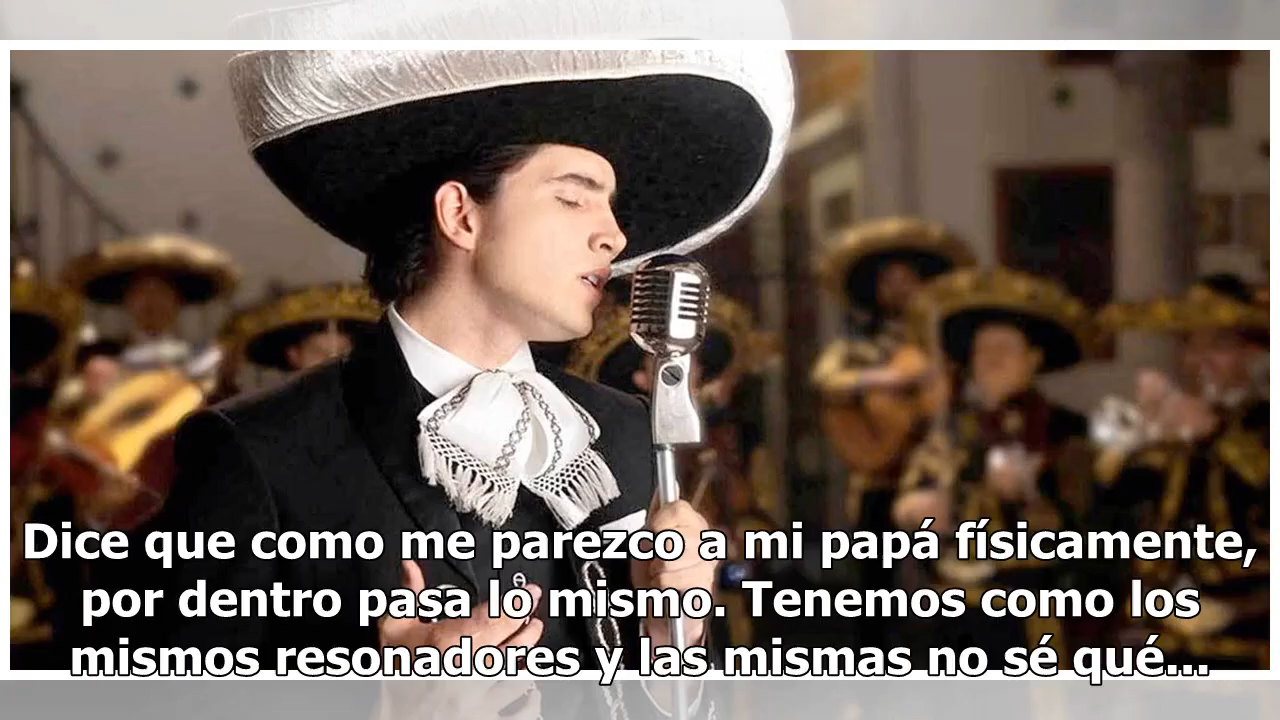 Dice que como me parezco a mi papá físicamente,
por dentro pasa lo mismo. Tenemos como los
mismos resonadores y las mismas no sé qué...